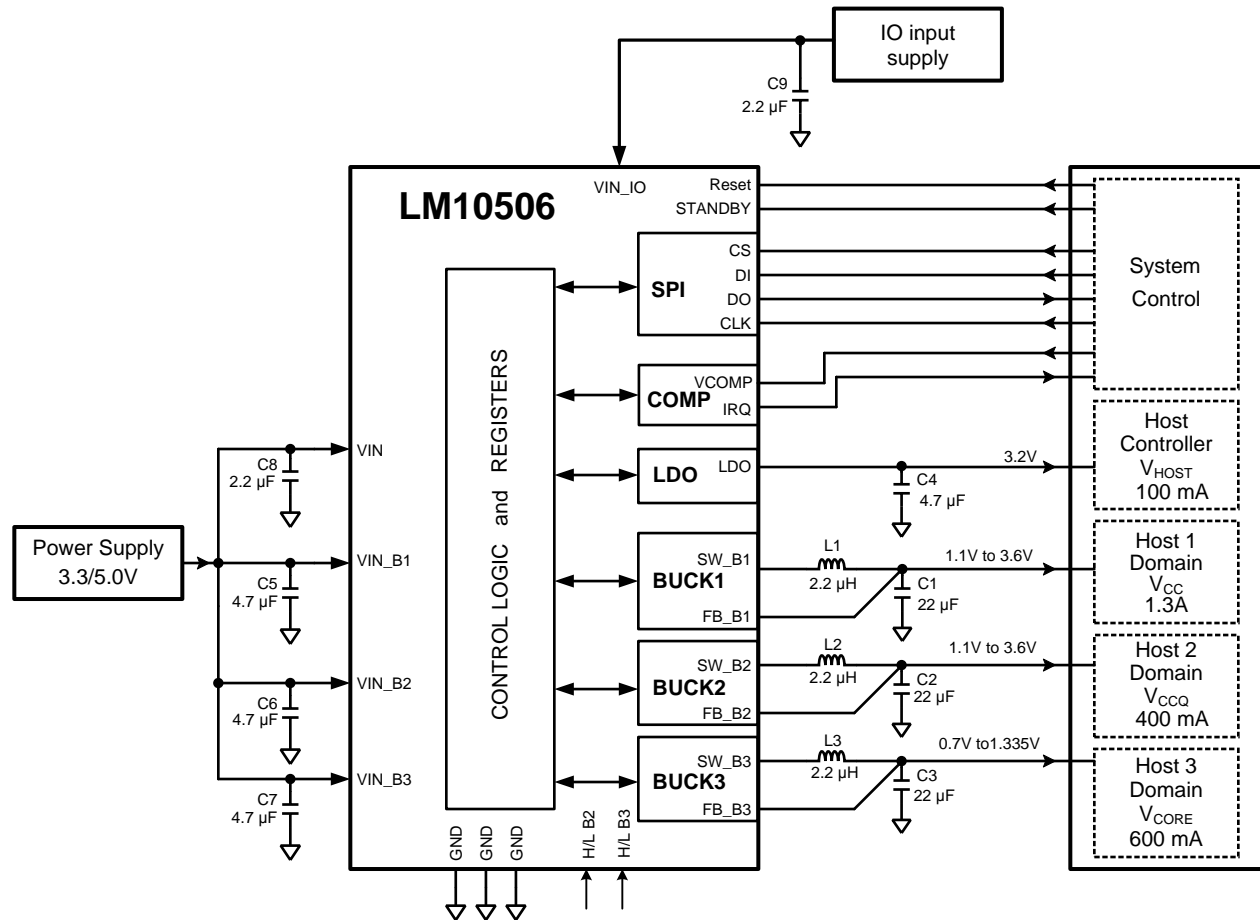 IO input
supply
C9
2.2 µF
VIN_IO
LM10506
Reset
STANDBY
CS
DI
DO
CLK
SPI
VCOMP
IRQ
COMP
LDO
LDO
SW_B1
BUCK1
FB_B1
SW_B2
BUCK2
FB_B2
SW_B3
BUCK3
FB_B3
CONTROL LOGIC and REGISTERS
VIN
VIN_B1
VIN_B2
VIN_B3
GND
GND
GND
H/L B2
H/L B3
Power Supply
3.3/5.0V
C8
2.2 µF
C5
4.7 µF
C6
4.7 µF
C7
4.7 µF
3.2V
C4
4.7 µF
L1
2.2 µH
1.1V to 3.6V
C1
22 µF
L2
2.2 µH
1.1V to 3.6V
C2
22 µF
L3
2.2 µH
0.7V to1.335V
C3
22 µF
System
Control
Host
Controller
VHOST
100 mA
Host 1
Domain
VCC
1.3A
Host 2
Domain
VCCQ
400 mA
Host 3
Domain
VCORE
600 mA